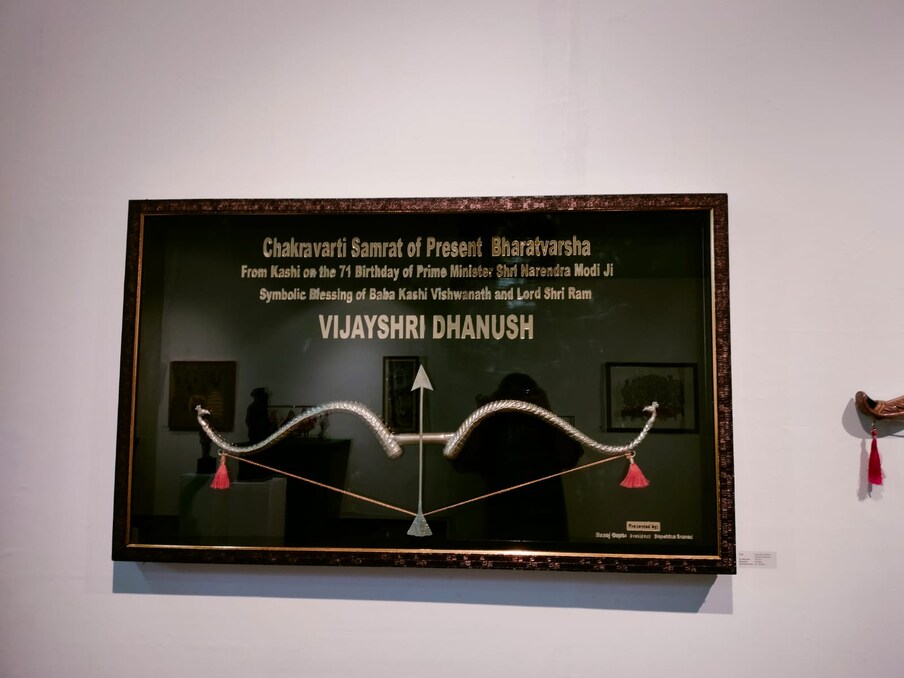 Chakravarti Samrat of Present Bharatvarsha
From Kashi on the 71 Birthday of Prime Minister Shri Narendra Modi Ji
Symbolic Blessing of Baba Kashi Vishwanath and Lord Shri Ram
VIJAYSHRI DHANUSH
Presented by: